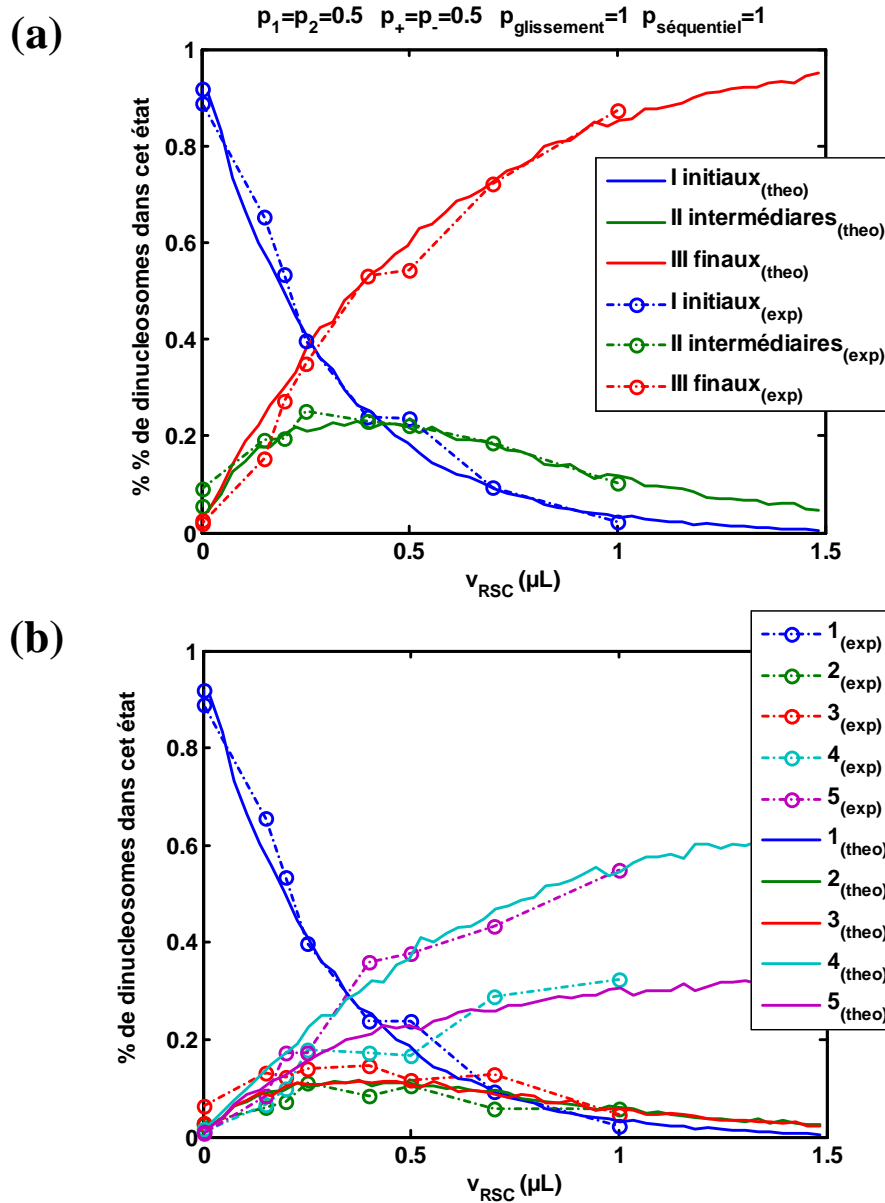 (a)
p1=p2=0.5 p+=p-=0.5 pglissement=1 pséquentiel=1
1
0.8
0.6
0.4
0.2
0
% % de dinucleosomes dans cet état
I initiaux(theo)
II intermédiares(theo)
III finaux(theo)
I initiaux(exp)
II intermédiaires(exp)
III finaux(exp)
0 0.5 1 1.5
vRSC (µL)
(b)
1
0.8
0.6
0.4
0.2
0
% de dinucleosomes dans cet état
1(exp)
2(exp)
3(exp)
4(exp)
5(exp)
1(theo)
2(theo)
3(theo)
4(theo)
5(theo)
0 0.5 1 1.5
vRSC (µL)